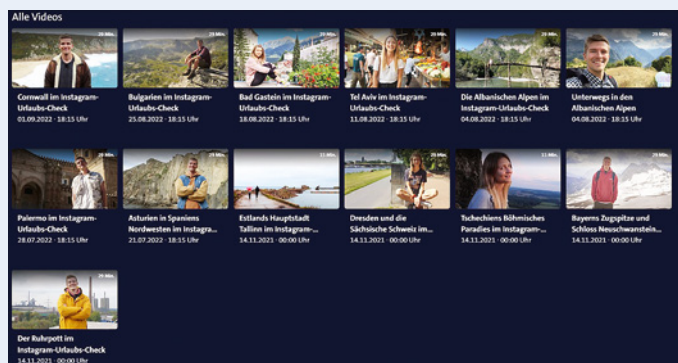 Alle Videos
29 Min.
29 Min.
29 Min.
29 Min.
29 Min.
29 Min.
Cornwall im Instagram-
Urlaubs-Check
01.09.2022 · 18:15 Uhr
Bulgarien im Instagram-
Urlaubs-Check
25.08.2022 · 18:15 Uhr
Bad Gastein im Instagram-
Urlaubs-Check
18.08.2022 · 18:15 Uhr
Tel Aviv im Instagram-
Urlaubs-Check
11.08.2022 · 18:15 Uhr
Die Albanischen Alpen im
Instagram-Urlaubs-Check
04.08.2022 · 18:15 Uhr
Unterwegs in den
Albanischen Alpen
04.08.2022 · 18:15 Uhr
29 Min.
29 Min.
29 Min.
29 Min.
Palermo im Instagram-
Urlaubs-Check
28.07.2022 · 18:15 Uhr
Asturien in Spaniens
Nordwesten im Instagra...
21.07.2022 · 18:15 Uhr
Estlands Hauptstadt
Tallinn im Instagram-...
14.11.2021 · 00:00 Uhr
Dresden und die
Sächsische Schweiz im...
14.11.2021 · 00:00 Uhr
Tschechiens Böhmisches
Paradies im Instagram-...
14.11.2021 · 00:00 Uhr
Bayerns Zugspitze und
Schloss Neuschwanstein...
14.11.2021 · 00:00 Uhr
29 Min.
Der Ruhrpott im
Instagram-Urlaubs-Check
14.11.2021 · 00:00 Uhr